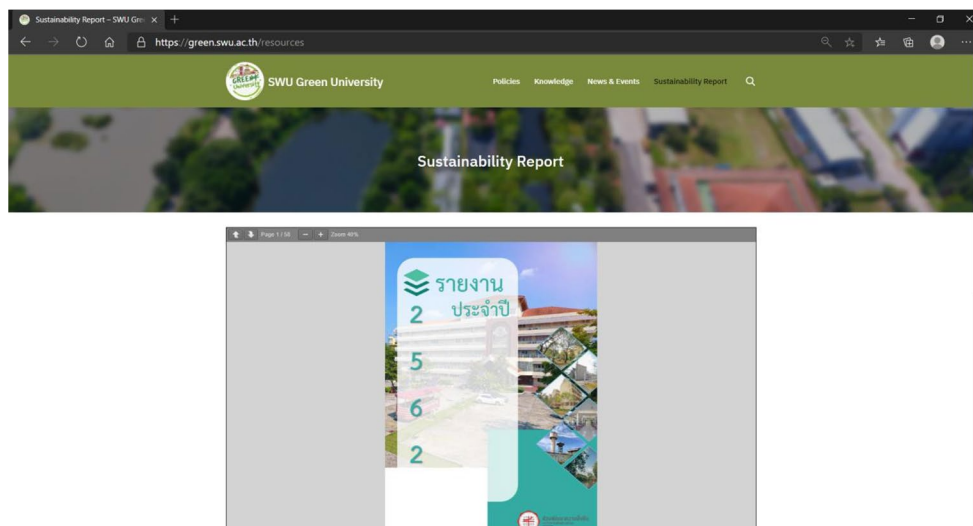 Sustainability Report – SWU Gre
https://green.swu.ac.th/resources
GREEN
University
SWU Green University
Policies Knowledge News & Events Sustainability Report
Sustainability Report
Page 1 / 58 Zoom 40%
รายงาน
ประจำปี
2
5
6
2